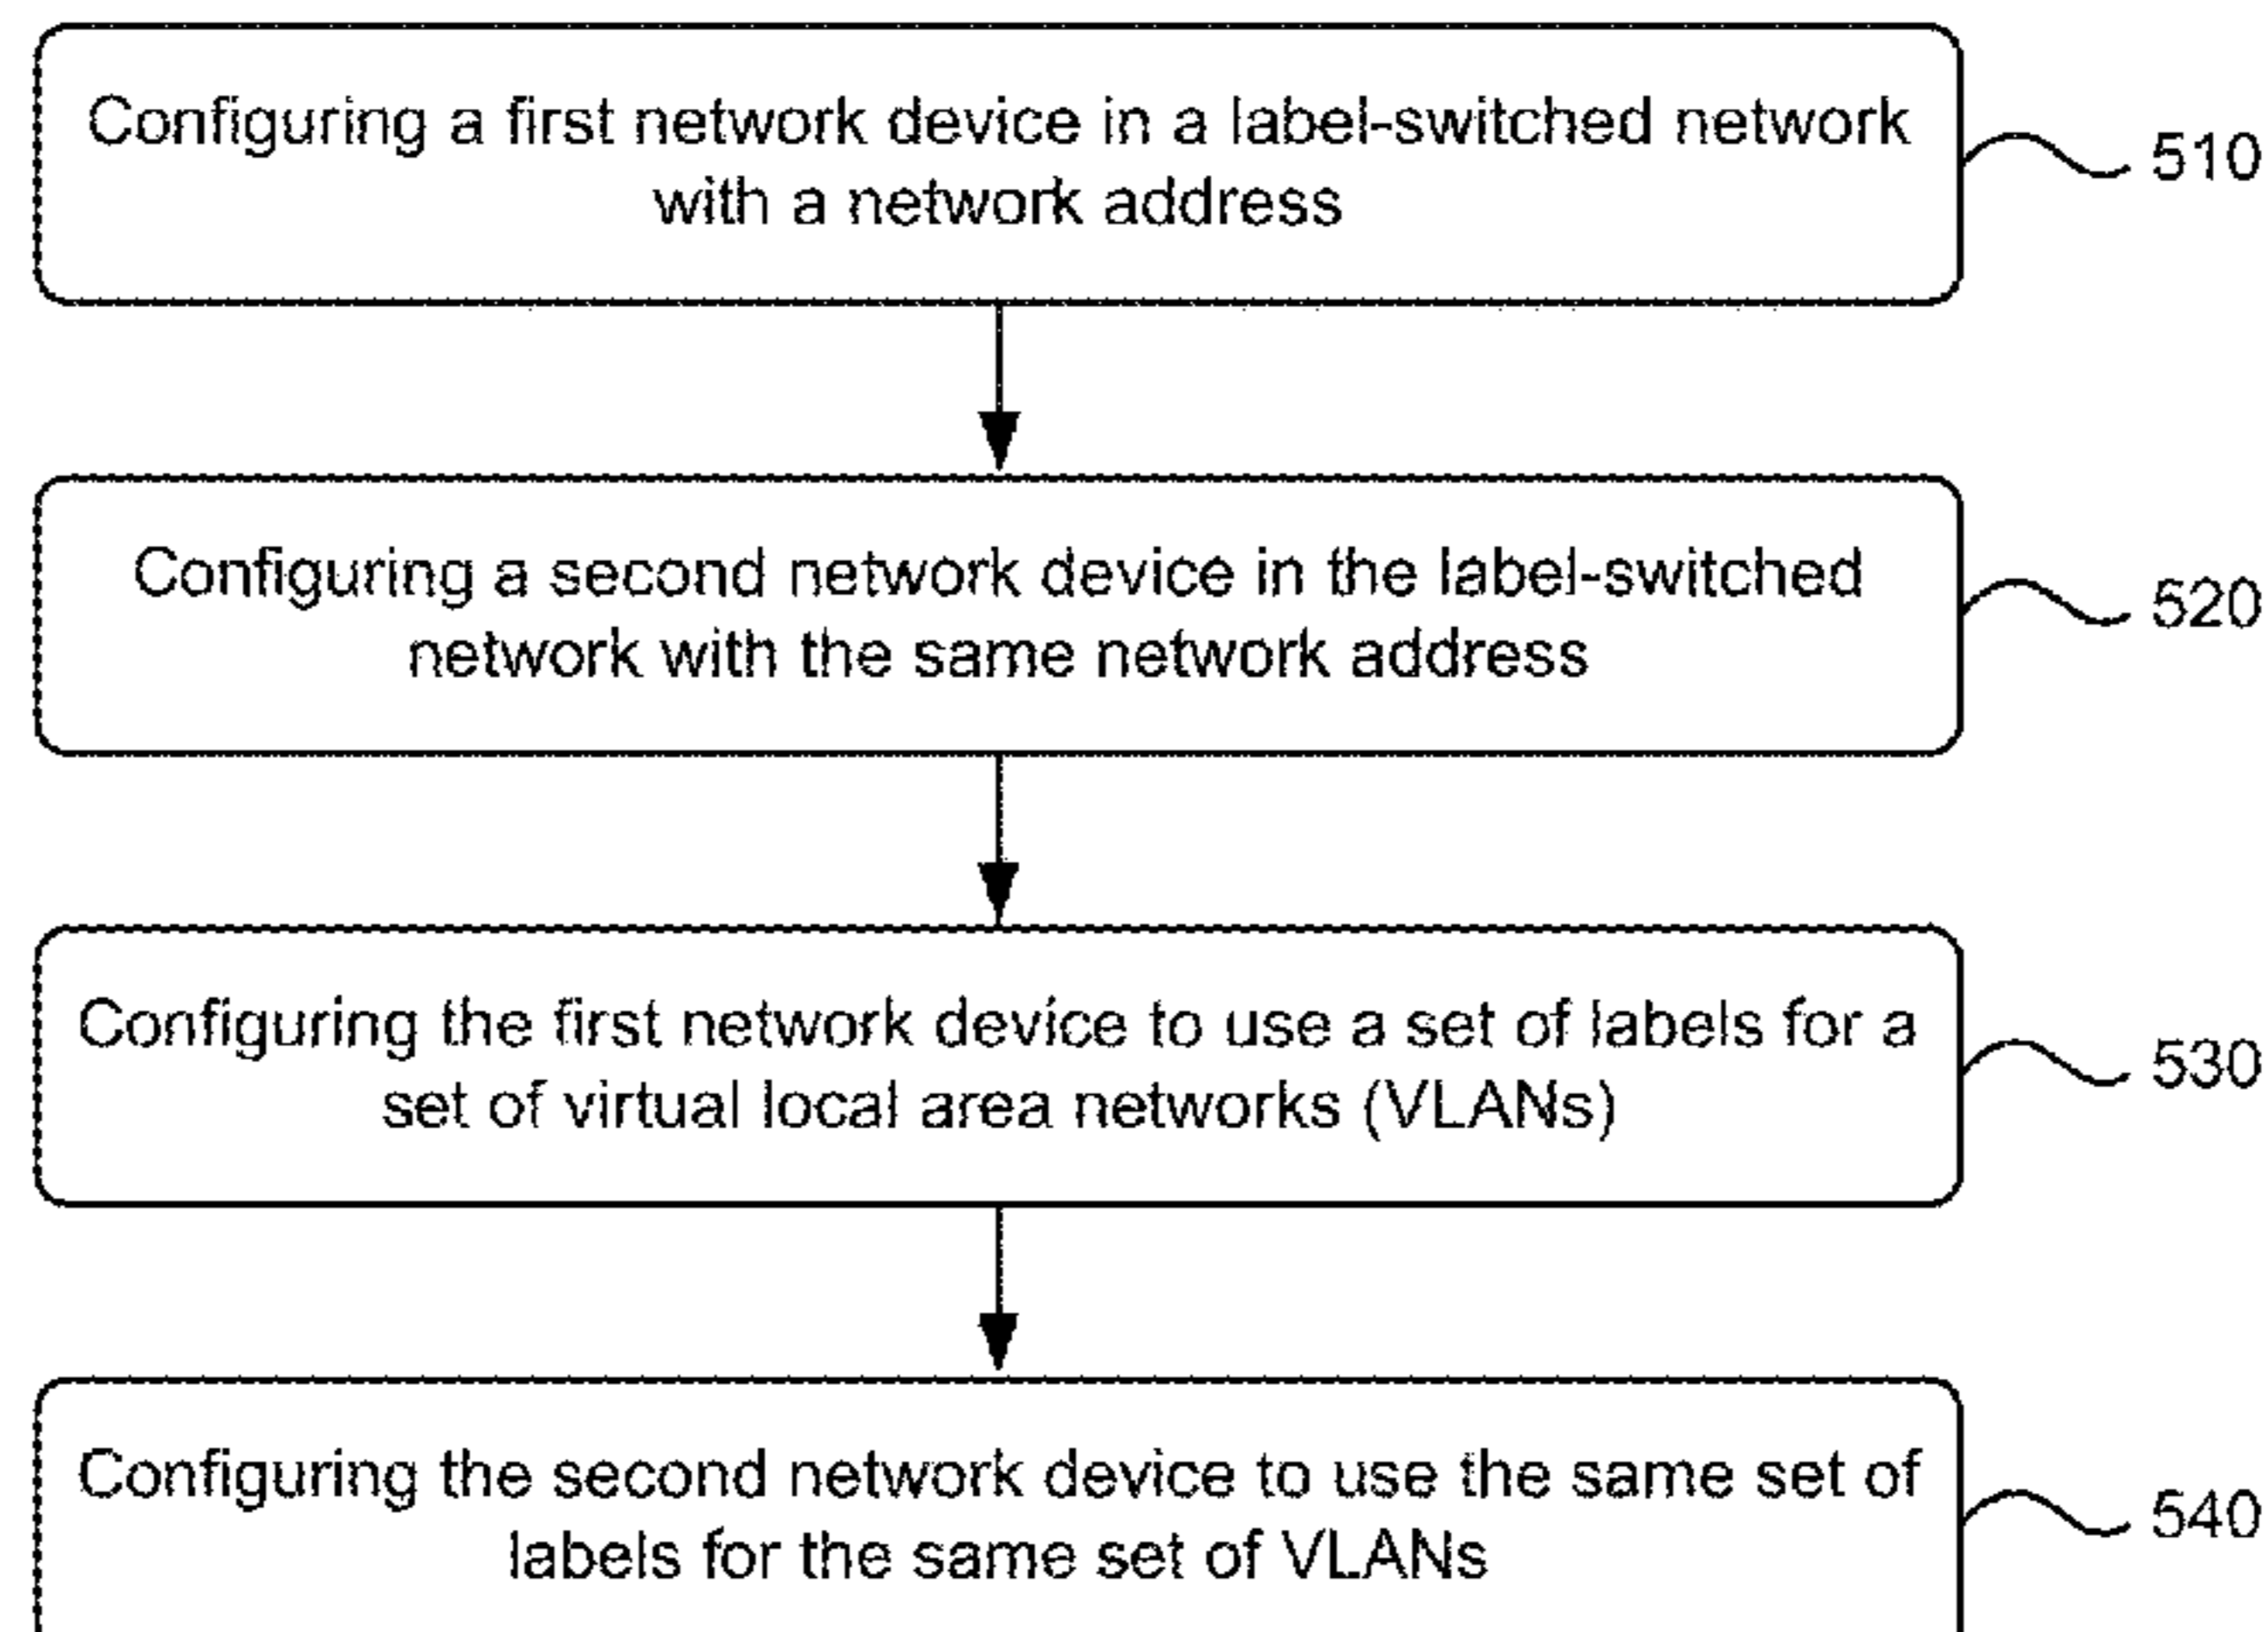 Configuring a first network device in a label-switched network
with a network address
510
Configuring a second network device in the label-switched
network with the same network address
520
Configuring the first network device to use a set of labels for a
set of virtual local area networks (VLANs)
530
Configuring the second network device to use the same set of
labels for the same set of VLANs
540